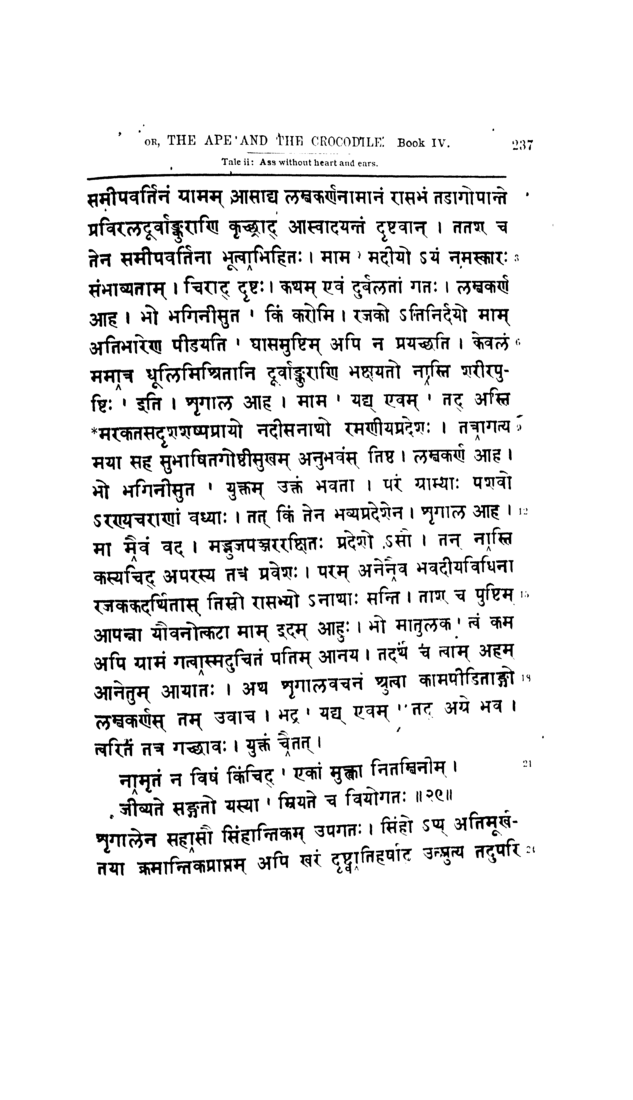 OR, THE APE AND THE CROCODILE. Book IV. 237
Tale ii: Ass without heart and ears.
समीपवर्तिनं यामम् आसाद्य लम्बकर्णनामानं रासभं तडागोपान्ते
प्रविरलदूर्वाङ्कुराणि कृच्छ्राद् आस्वादयन्तं दृष्टवान् । ततश् च
तेन समीपवर्तिना भूत्वाभिहितः । माम ' मदीयो ऽयं नमस्कारः 3
संभाव्यताम् । चिराद् दृष्टः । कथम् एवं दुर्बलतां गतः । लम्बकर्ण
आह । भो भगिनीसुत ' किं करोमि । रजको ऽतिनिर्दयो माम्
अतिभारेण पीडयति ' घासमुष्टिम् अपि न प्रयच्छति । केवलं 6
ममात्र धूलिमिश्रितानि दूर्वाङ्कुराणि भक्षयतो नास्ति शरीरपु-
ष्टिः ' इति । शृगाल आह । माम ' यद्य् एवम् ' तद् अस्ति
*मरकतसदृशशष्पप्रायो नदीसनाथो रमणीयप्रदेशः । तत्रागत्य 9
मया सह सुभाषितगोष्ठीसुखम् अनुभवंस् तिष्ठ । लम्बकर्ण आह ।
भो भगिनीसुत ' युक्तम् उक्तं भवता । परं याम्याः पशवो
ऽरण्यचराणां वध्याः । तत् किं तेन भव्यप्रदेशेन । शृगाल आह । 12
मा मैवं वद । मद्भुजपञ्जररक्षितः प्रदेशो ऽसौ । तन् नास्ति
कस्यचिद् अपरस्य तत्र प्रवेशः । परम् अनेनैव भवदीयविधिना
रजककदर्थितास् तिस्रो रासभ्यो ऽनाथाः सन्ति । ताश् च पुष्टिम् 15
आपन्ना यौवनोत्कटा माम् इदम् आहुः । भो मातुलक ' त्वं कम
अपि यामं गत्वास्मदुचितं पतिम् आनय । तदर्थं च त्वाम् अहम्
आनेतुम् आयातः । अथ शृगालवचनं श्रुत्वा कामपीडिताङ्गो 18
लम्बकर्णस् तम् उवाच । भद्र ' यद्य् एवम् ' तद् अग्रे भव ।
त्वरितं तत्र गच्छावः । युक्तं चैतत् ।
नामृतं न विषं किंचिद् ' एकां मुक्त्वा नितम्बिनीम् । 21
जीव्यते सङ्गतो यस्या ' म्रियते च वियोगतः ॥२९॥
शृगालेन सहासौ सिंहान्तिकम् उपगतः । सिंहो ऽप्य् अतिमूर्ख-
तया क्रमान्तिकप्राप्तम् अपि खरं दृष्ट्वातिहर्षाट उत्प्लुत्य तदुपरि 24